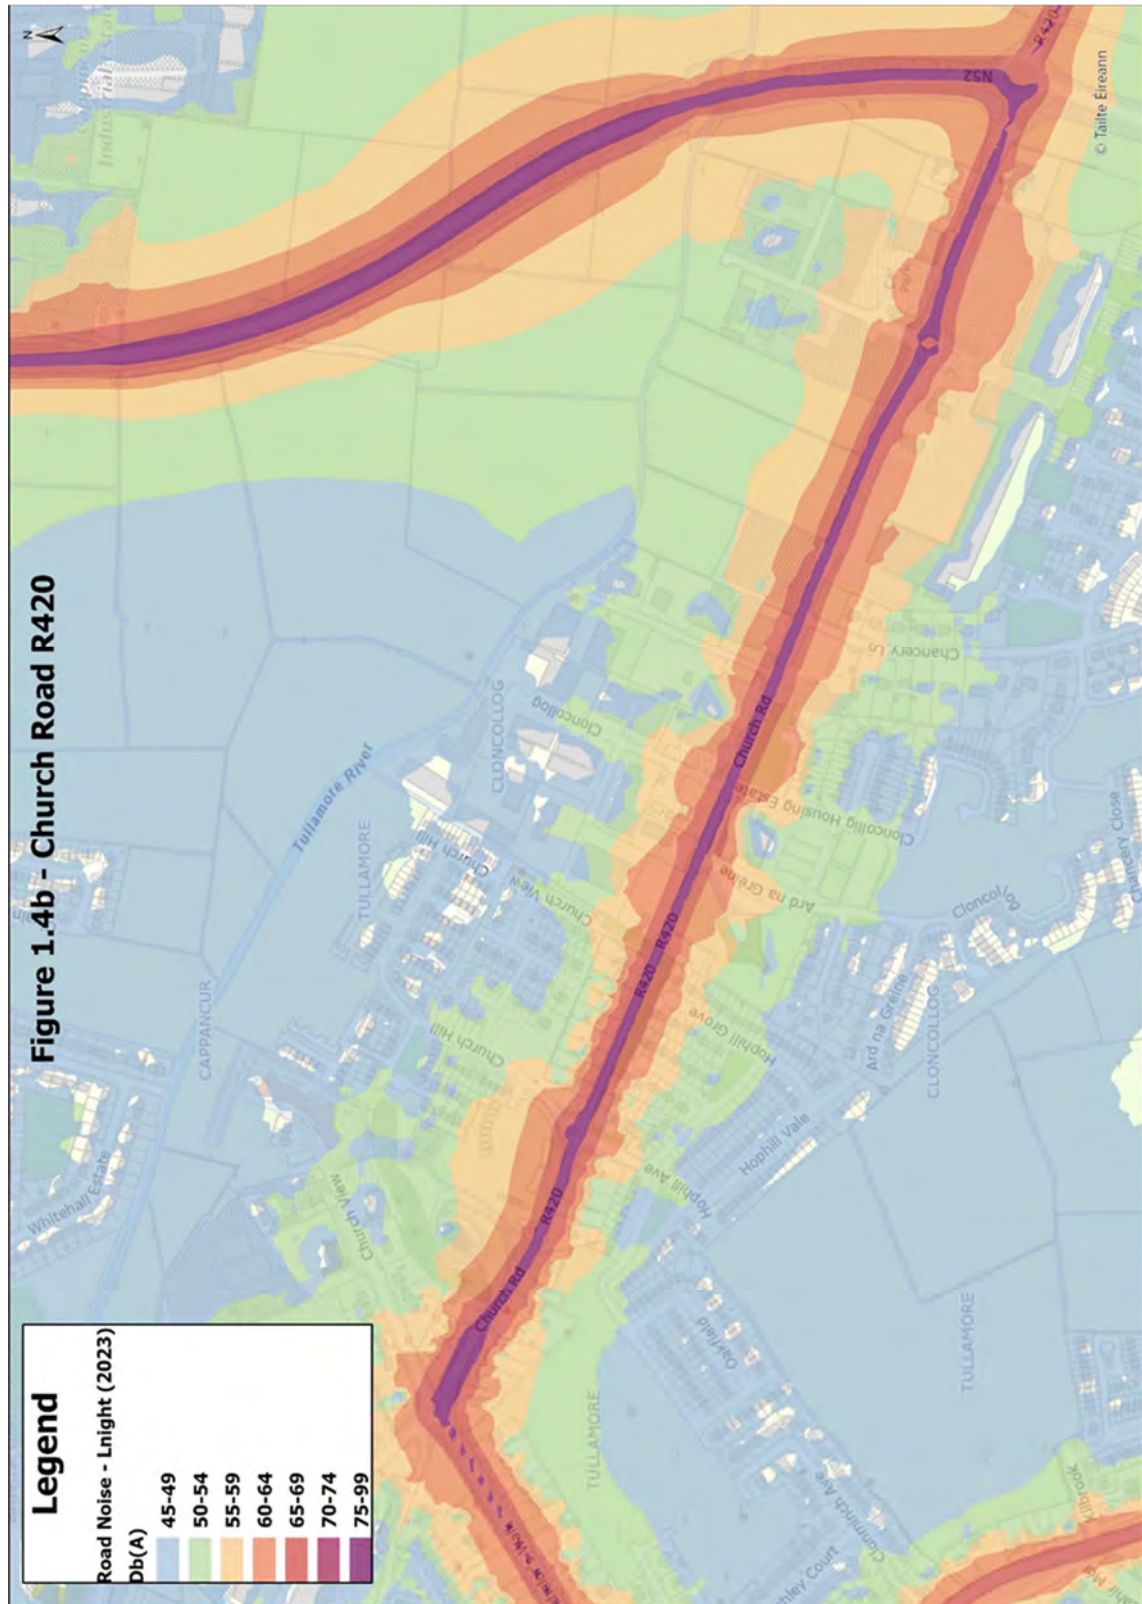 Figure 1.4b - Church Road R420
Legend
Road Noise - Lnight (2023)
Db(A)
45-49
50-54
55-59
60-64
65-69
70-74
75-99
N
Whitehall Estate
CAPPANCUR
Tullamore River
TULLAMORE
Church View
Church Hill
Church Hill
Church View
CLONCOLLOG
Cloncollog
Industrial
N52
R420
Car
Park
Church Rd
R420
R420
R420
Church Rd
TULLAMORE
Hophill Ave
Hophill Grove
Hophill Vale
Ard na Greine
Cloncollig Housing Estate
Chancery Ln
Oakfield
Ard na Greine
Cloncollog
CLONCOLLOG
Chancery Close
Clonminch Ave
TULLAMORE
Kilbrook
© Tailte Éireann